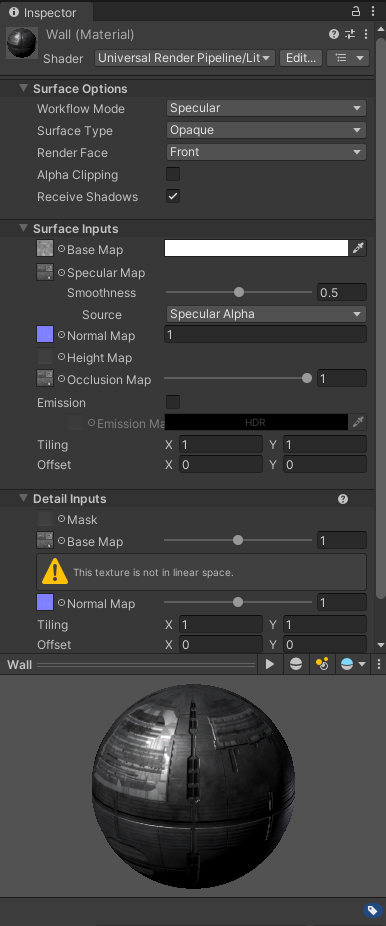 Inspector
Wall (Material)
Shader Universal Render Pipeline/Lit Edit...
Surface Options
Workflow Mode Specular
Surface Type Opaque
Render Face Front
Alpha Clipping
Receive Shadows
Surface Inputs
Base Map
Specular Map
Smoothness 0.5
Source Specular Alpha
Normal Map 1
Height Map
Occlusion Map 1
Emission
Emission Ma HDR
Tiling X 1 Y 1
Offset X 0 Y 0
Detail Inputs
Mask
Base Map 1
This texture is not in linear space.
Normal Map 1
Tiling X 1 Y 1
Offset X 0 Y 0
Wall